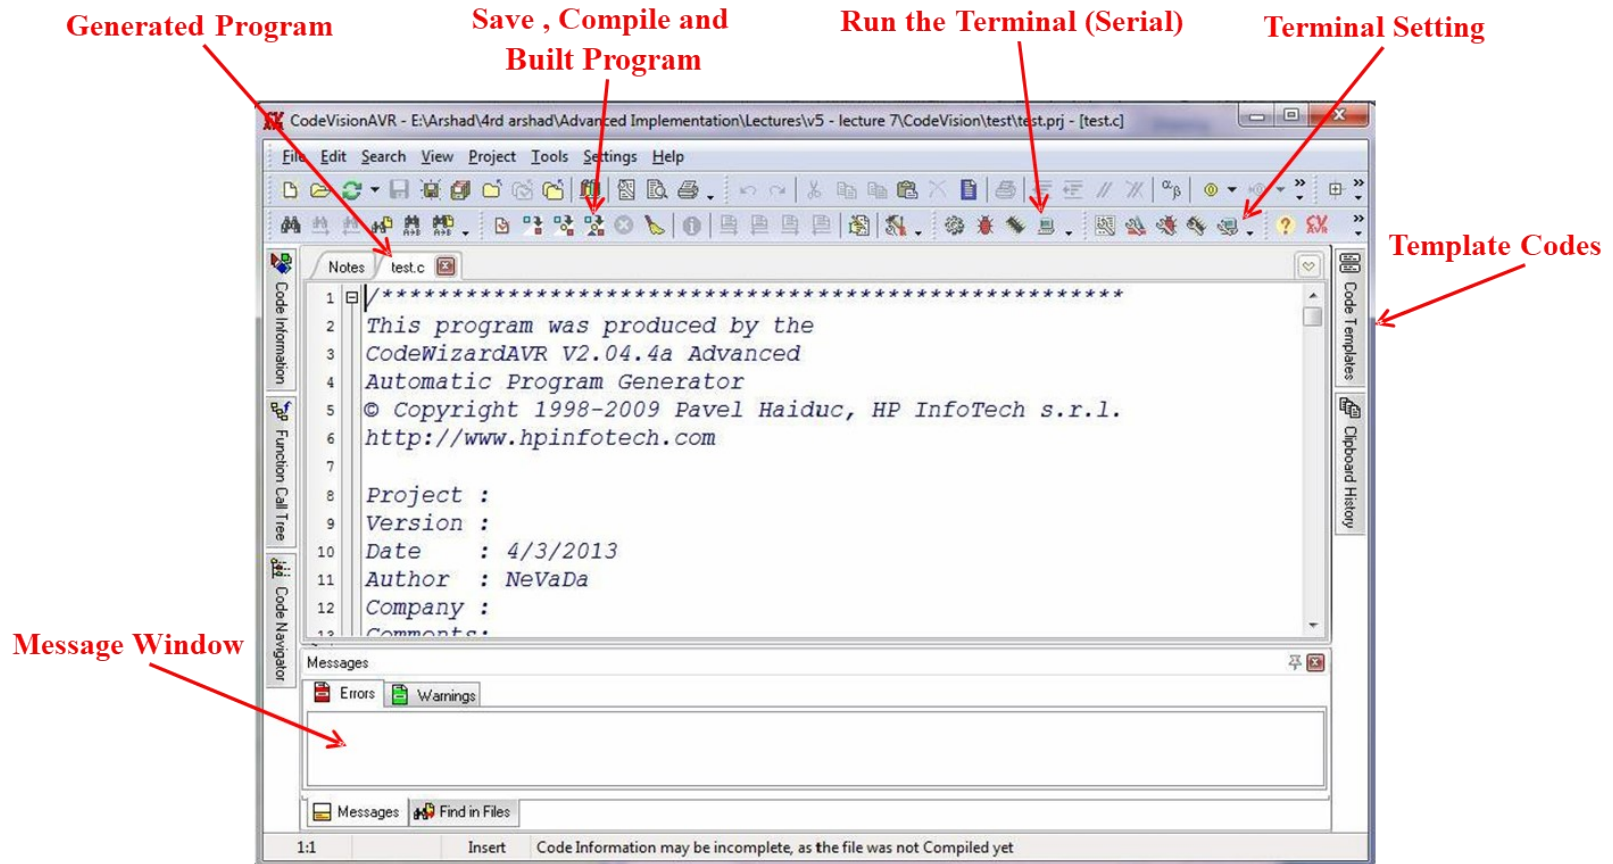 Generated Program
Save , Compile and
Built Program
Run the Terminal (Serial)
Terminal Setting
CodeVisionAVR - E:\Arshad\4rd arshad\Advanced Implementation\Lectures\v5 - lecture 7\CodeVision\test\test.prj - [test.c]
File Edit Search View Project Tools Settings Help
Template Codes
Code Information
Function Call Tree
Code Navigator
Notes test.c
1 /*****************************************************
2 This program was produced by the
3 CodeWizardAVR V2.04.4a Advanced
4 Automatic Program Generator
5 © Copyright 1998-2009 Pavel Haiduc, HP InfoTech s.r.l.
6 http://www.hpinfotech.com
7
8 Project :
9 Version :
10 Date    : 4/3/2013
11 Author  : NeVaDa
12 Company :
13 Comments:
Code Templates
Clipboard History
Message Window
Messages
Errors Warnings
Messages Find in Files
1:1 Insert Code Information may be incomplete, as the file was not Compiled yet